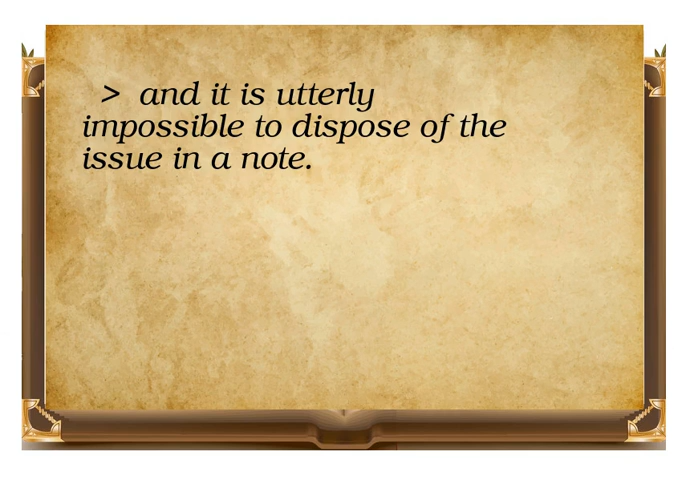 > and it is utterly
impossible to dispose of the
issue in a note.